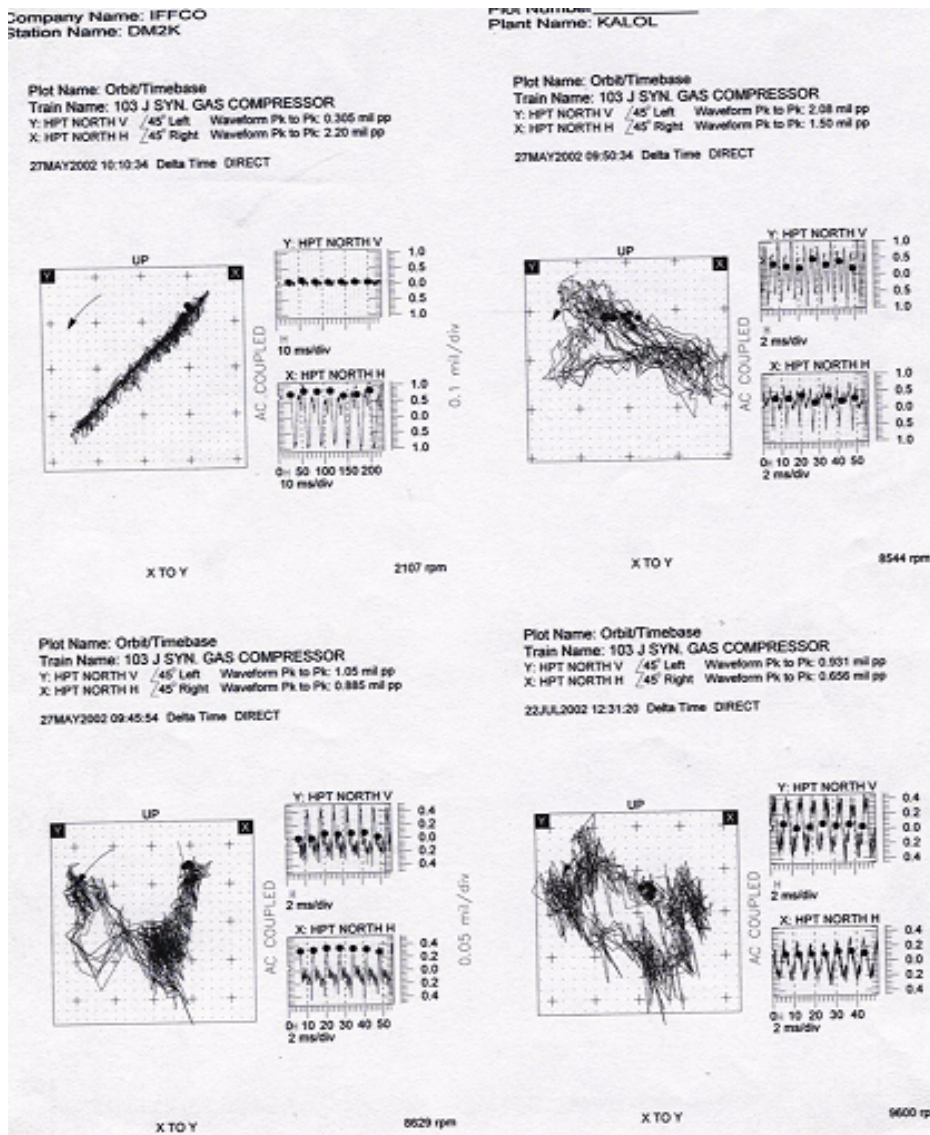 Company Name: IFFCO
Station Name: DM2K
Plot Number
Plant Name: KALOL
Plot Name: Orbit/Timebase
Train Name: 103 J SYN. GAS COMPRESSOR
Y: HPT NORTH V ∠45° Left Waveform Pk to Pk: 0.305 mil pp
X: HPT NORTH H ∠45° Right Waveform Pk to Pk: 2.20 mil pp
27MAY2002 10:10:34 Delta Time DIRECT
UP
Y
X
AC COUPLED
Y: HPT NORTH V
1.0
0.5
0.0
0.5
1.0
10 ms/div
X: HPT NORTH H
1.0
0.5
0.0
0.5
1.0
0 50 100 150 200
10 ms/div
0.1 mil/div
X TO Y
2107 rpm
Plot Name: Orbit/Timebase
Train Name: 103 J SYN. GAS COMPRESSOR
Y: HPT NORTH V ∠45° Left Waveform Pk to Pk: 2.08 mil pp
X: HPT NORTH H ∠45° Right Waveform Pk to Pk: 1.50 mil pp
27MAY2002 09:50:34 Delta Time DIRECT
UP
Y
X
AC COUPLED
Y: HPT NORTH V
1.0
0.5
0.0
0.5
1.0
2 ms/div
X: HPT NORTH H
1.0
0.5
0.0
0.5
1.0
0 10 20 30 40 50
2 ms/div
X TO Y
8544 rpm
Plot Name: Orbit/Timebase
Train Name: 103 J SYN. GAS COMPRESSOR
Y: HPT NORTH V ∠45° Left Waveform Pk to Pk: 1.05 mil pp
X: HPT NORTH H ∠45° Right Waveform Pk to Pk: 0.885 mil pp
27MAY2002 09:45:54 Delta Time DIRECT
UP
Y
X
AC COUPLED
Y: HPT NORTH V
0.4
0.2
0.0
0.2
0.4
2 ms/div
X: HPT NORTH H
0.4
0.2
0.0
0.2
0.4
0 10 20 30 40 50
2 ms/div
0.05 mil/div
X TO Y
8629 rpm
Plot Name: Orbit/Timebase
Train Name: 103 J SYN. GAS COMPRESSOR
Y: HPT NORTH V ∠45° Left Waveform Pk to Pk: 0.931 mil pp
X: HPT NORTH H ∠45° Right Waveform Pk to Pk: 0.656 mil pp
22JUL2002 12:31:20 Delta Time DIRECT
UP
Y
X
AC COUPLED
Y: HPT NORTH V
0.4
0.2
0.0
0.2
0.4
2 ms/div
X: HPT NORTH H
0.4
0.2
0.0
0.2
0.4
0 10 20 30 40
2 ms/div
X TO Y
9600 rp